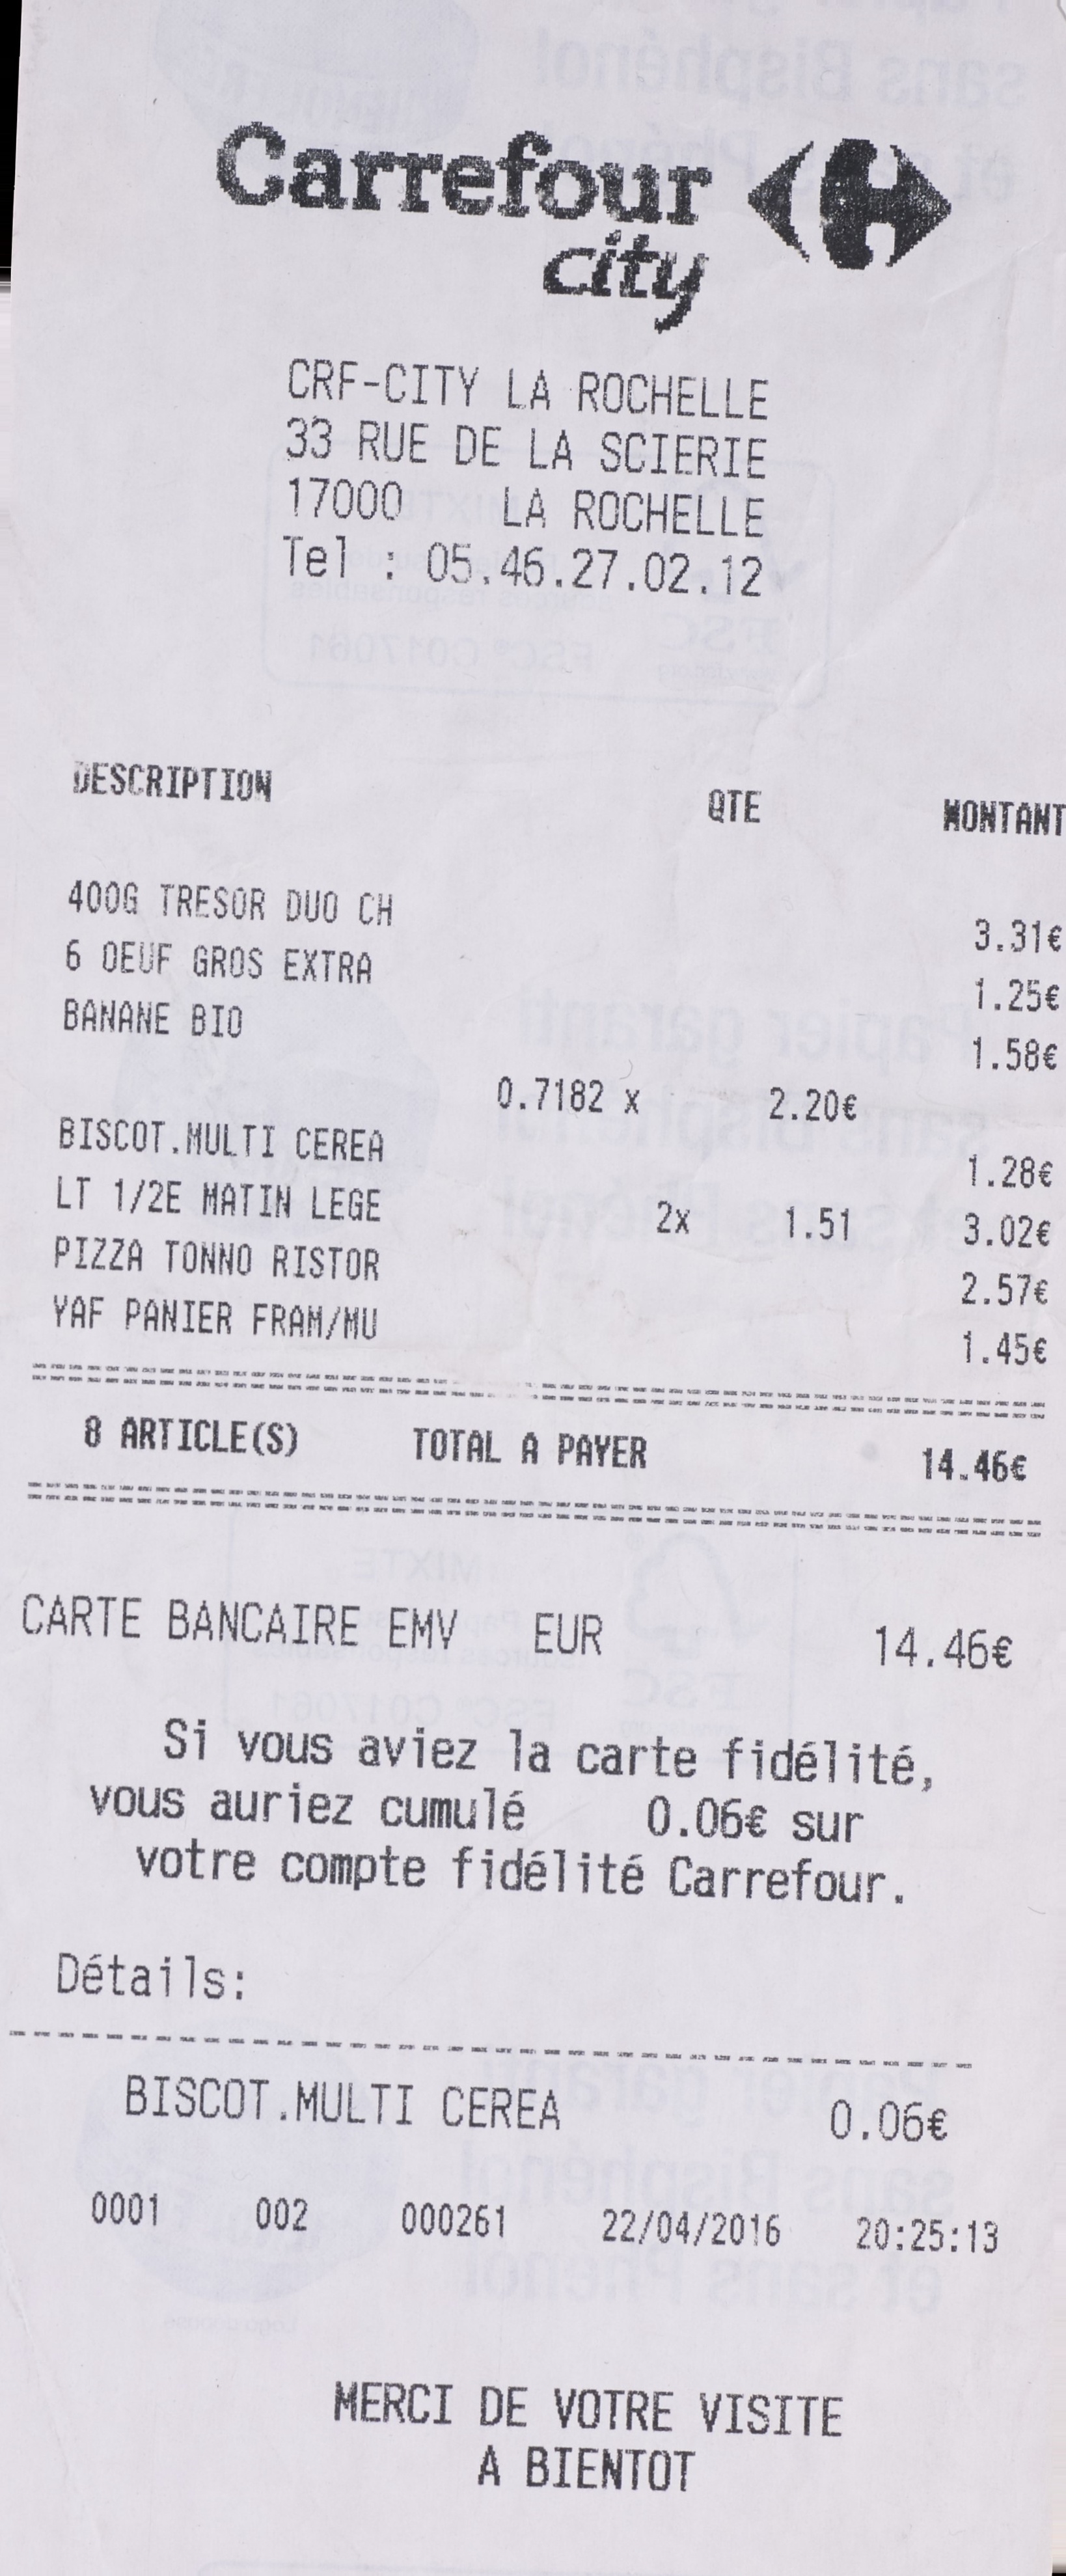 Carrefour
city
CRF-CITY LA ROCHELLE
33 RUE DE LA SCIERIE
17000 LA ROCHELLE
Tel : 05.46.27.02.12
DESCRIPTION QTE MONTANT
400G TRESOR DUO CH 3.31€
6 OEUF GROS EXTRA 1.25€
BANANE BIO 1.58€
0.7182 x 2.20€
BISCOT.MULTI CEREA 1.28€
LT 1/2E MATIN LEGE 2x 1.51 3.02€
PIZZA TONNO RISTOR 2.57€
YAF PANIER FRAM/MU 1.45€
8 ARTICLE(S) TOTAL A PAYER 14.46€
CARTE BANCAIRE EMV EUR 14.46€
Si vous aviez la carte fidélité,
vous auriez cumulé 0.06€ sur
votre compte fidélité Carrefour.
Détails:
BISCOT.MULTI CEREA 0.06€
0001 002 000261 22/04/2016 20:25:13
MERCI DE VOTRE VISITE
A BIENTOT